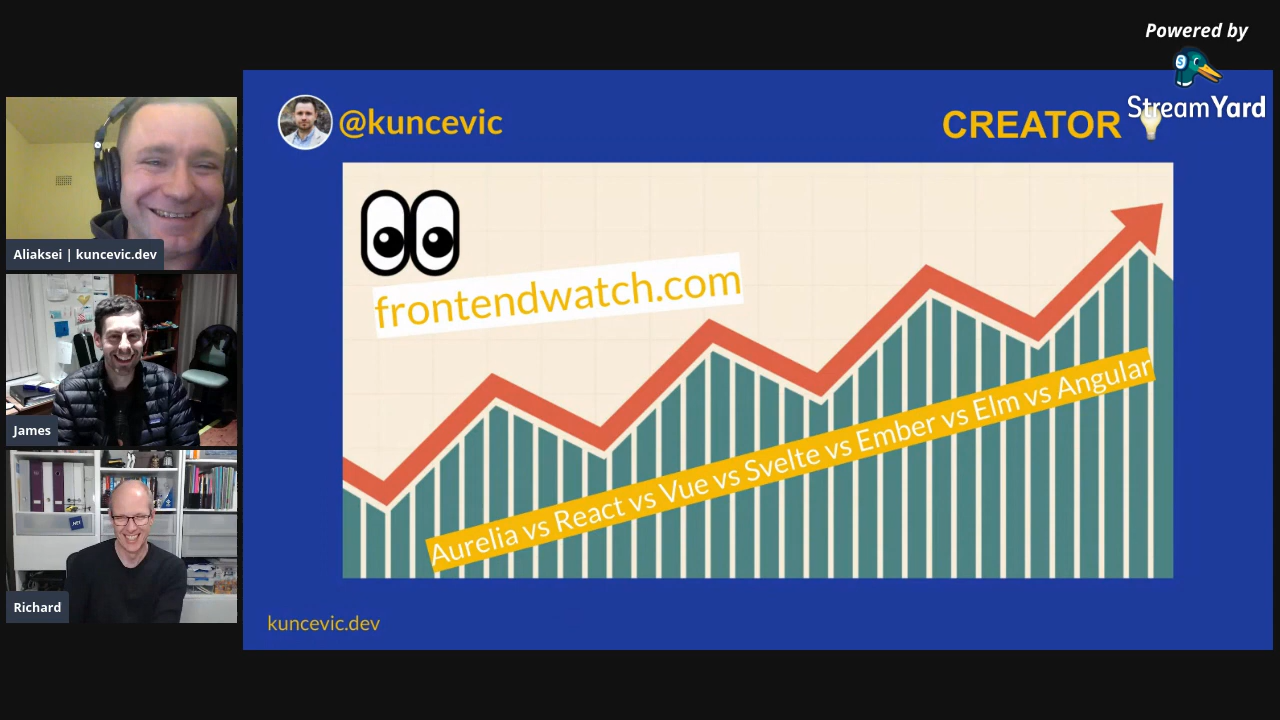 Powered by
StreamYard
@kuncevic
CREATOR
frontendwatch.com
Aurelia vs React vs Vue vs Svelte vs Ember vs Elm vs Angular
kuncevic.dev
Aliaksei | kuncevic.dev
James
.NET
Richard